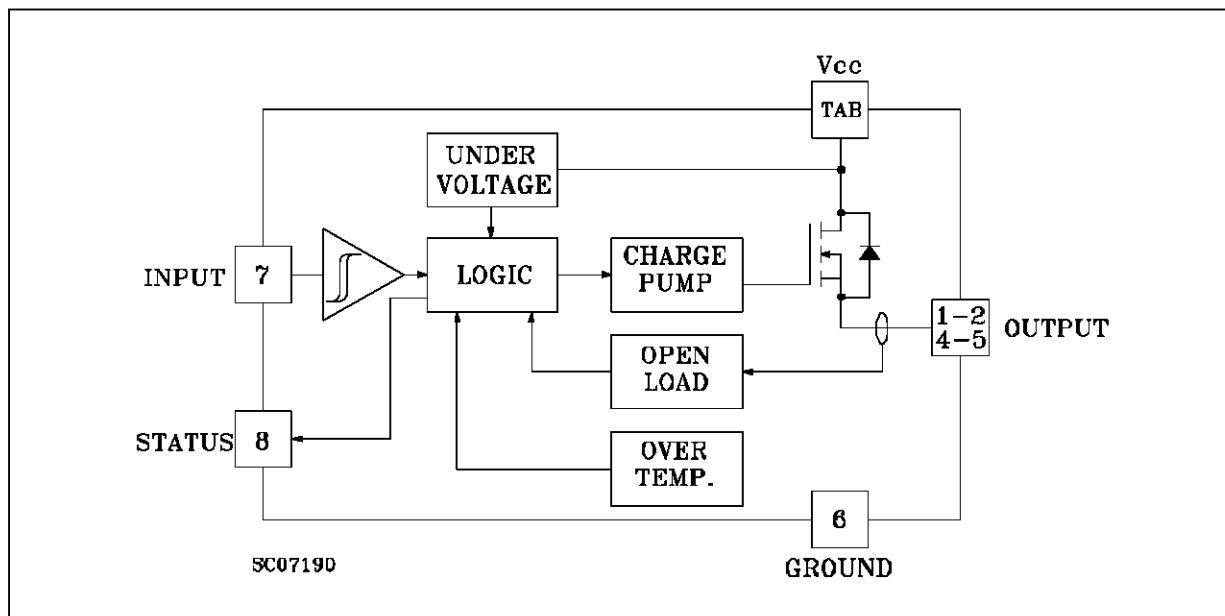 Vcc
TAB
UNDER
VOLTAGE
INPUT
7
LOGIC
CHARGE
PUMP
1-2
4-5
OUTPUT
OPEN
LOAD
STATUS
8
OVER
TEMP.
6
GROUND
SC07190